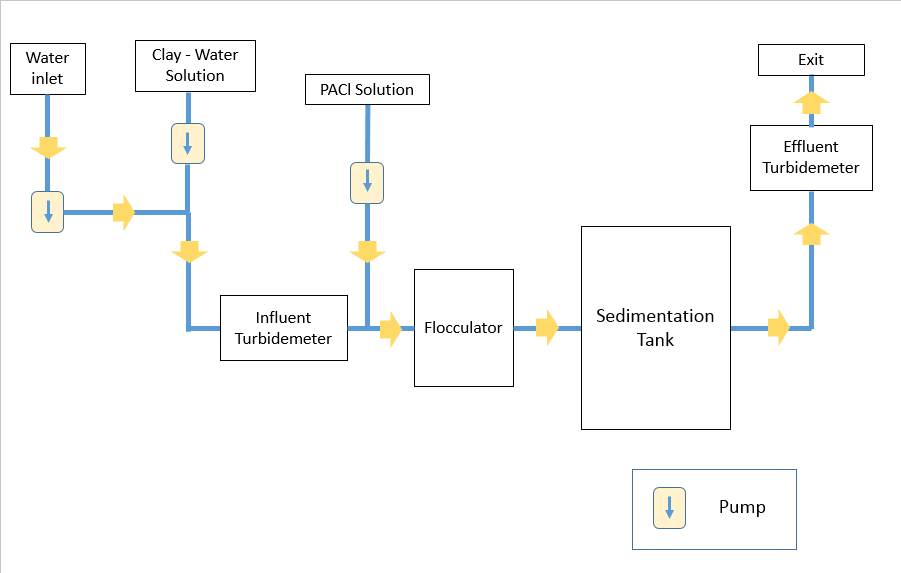 Water
inlet
Clay - Water
Solution
PACl Solution
Exit
Effluent
Turbidemeter
Influent
Turbidemeter
Flocculator
Sedimentation
Tank
Pump